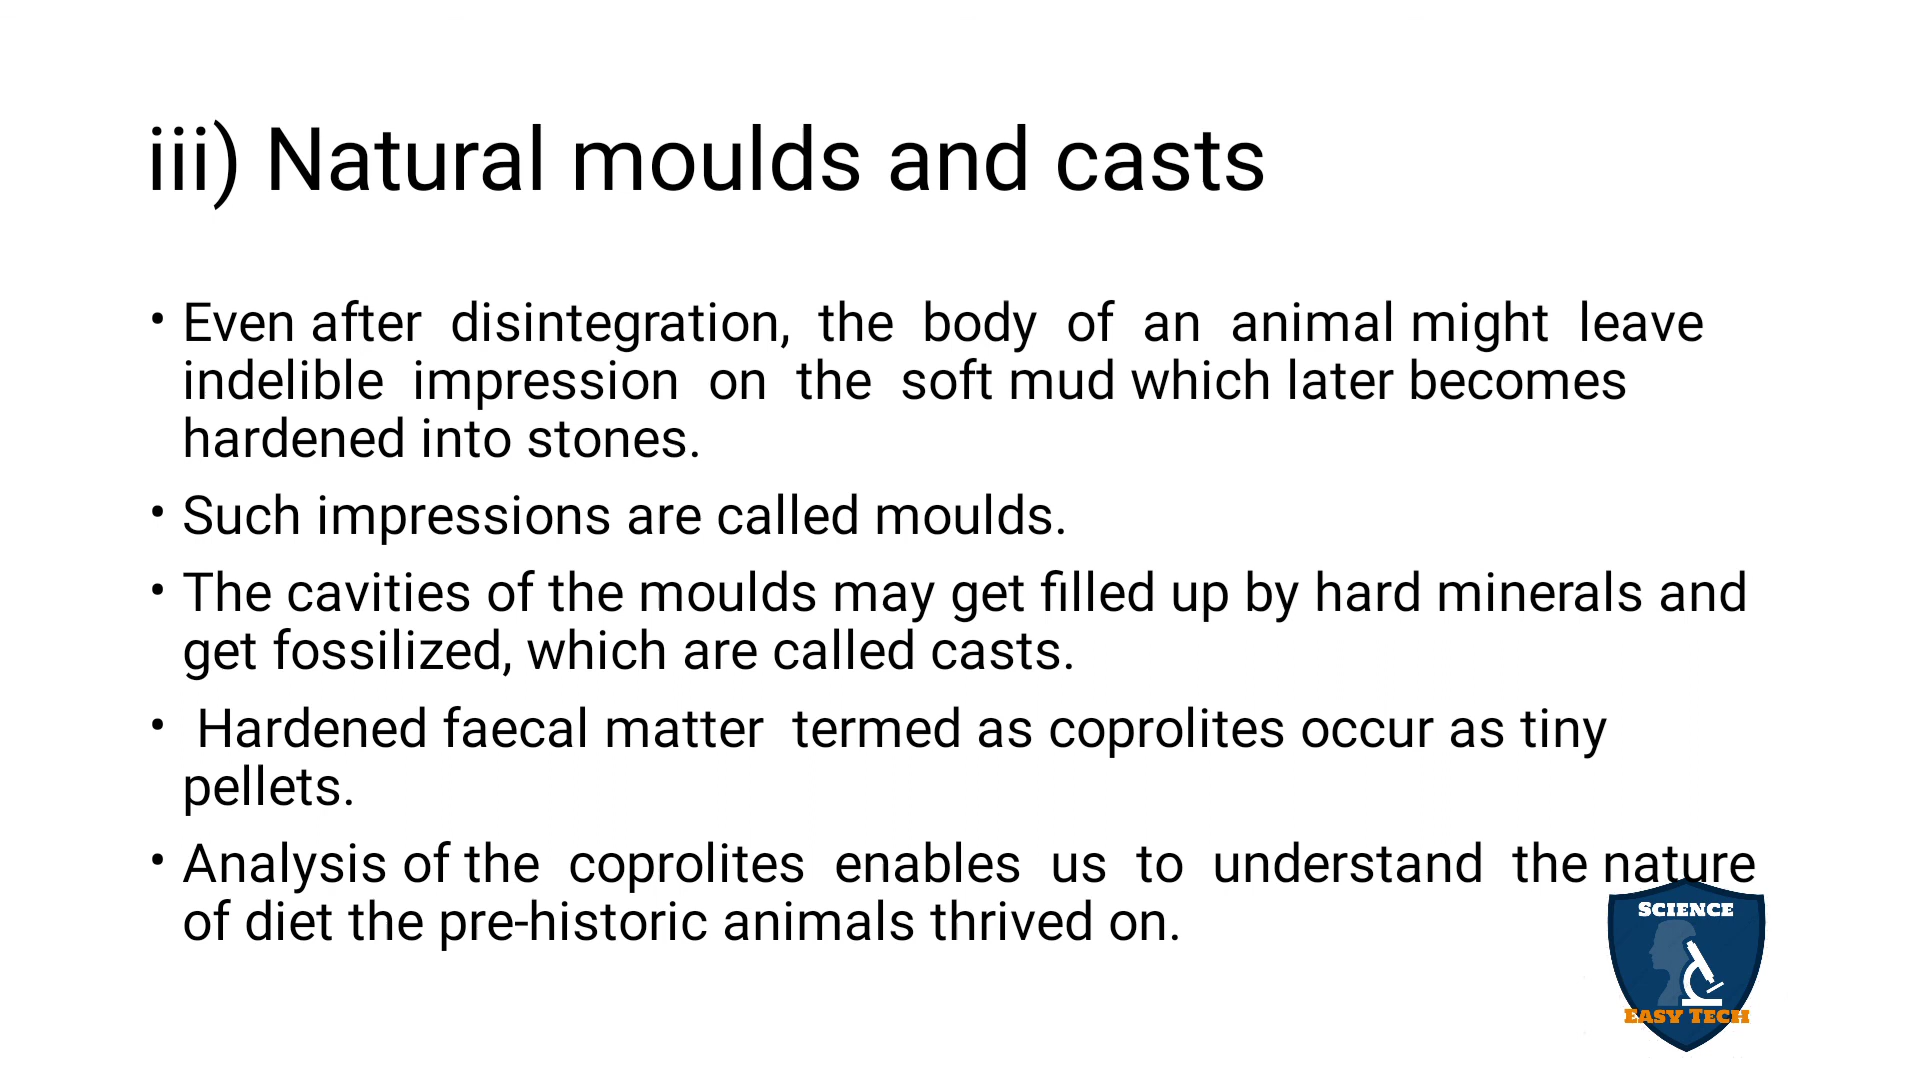 iii) Natural moulds and casts
• Even after disintegration, the body of an animal might leave
indelible impression on the soft mud which later becomes
hardened into stones.
• Such impressions are called moulds.
• The cavities of the moulds may get filled up by hard minerals and
get fossilized, which are called casts.
• Hardened faecal matter termed as coprolites occur as tiny
pellets.
• Analysis of the coprolites enables us to understand the nature
of diet the pre-historic animals thrived on.
SCIENCE
EASY TECH